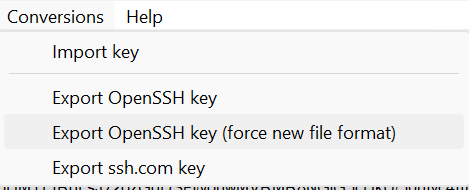 Conversions Help
Import key
Export OpenSSH key
Export OpenSSH key (force new file format)
Export ssh.com key